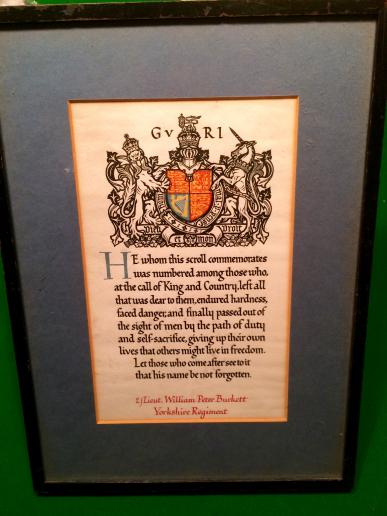 G V RI
DIEU ET MON DROIT
HE whom this scroll commemorates
was numbered among those who,
at the call of King and Country, left all
that was dear to them, endured hardness,
faced danger, and finally passed out of
the sight of men by the path of duty
and self-sacrifice, giving up their own
lives that others might live in freedom.
Let those who come after see to it
that his name be not forgotten.
2/Lieut. William Peter Burkett
Yorkshire Regiment